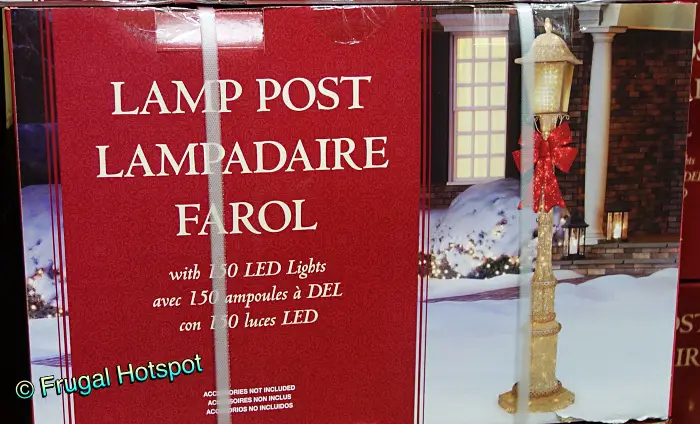 LAMP POST
LAMPADAIRE
FAROL
with 150 LED Lights
avec 150 ampoules à DEL
con 150 luces LED
ACCESSORIES NOT INCLUDED
ACCESSOIRES NON INCLUS
ACCESORIOS NO INCLUIDOS
© Frugal Hotspot